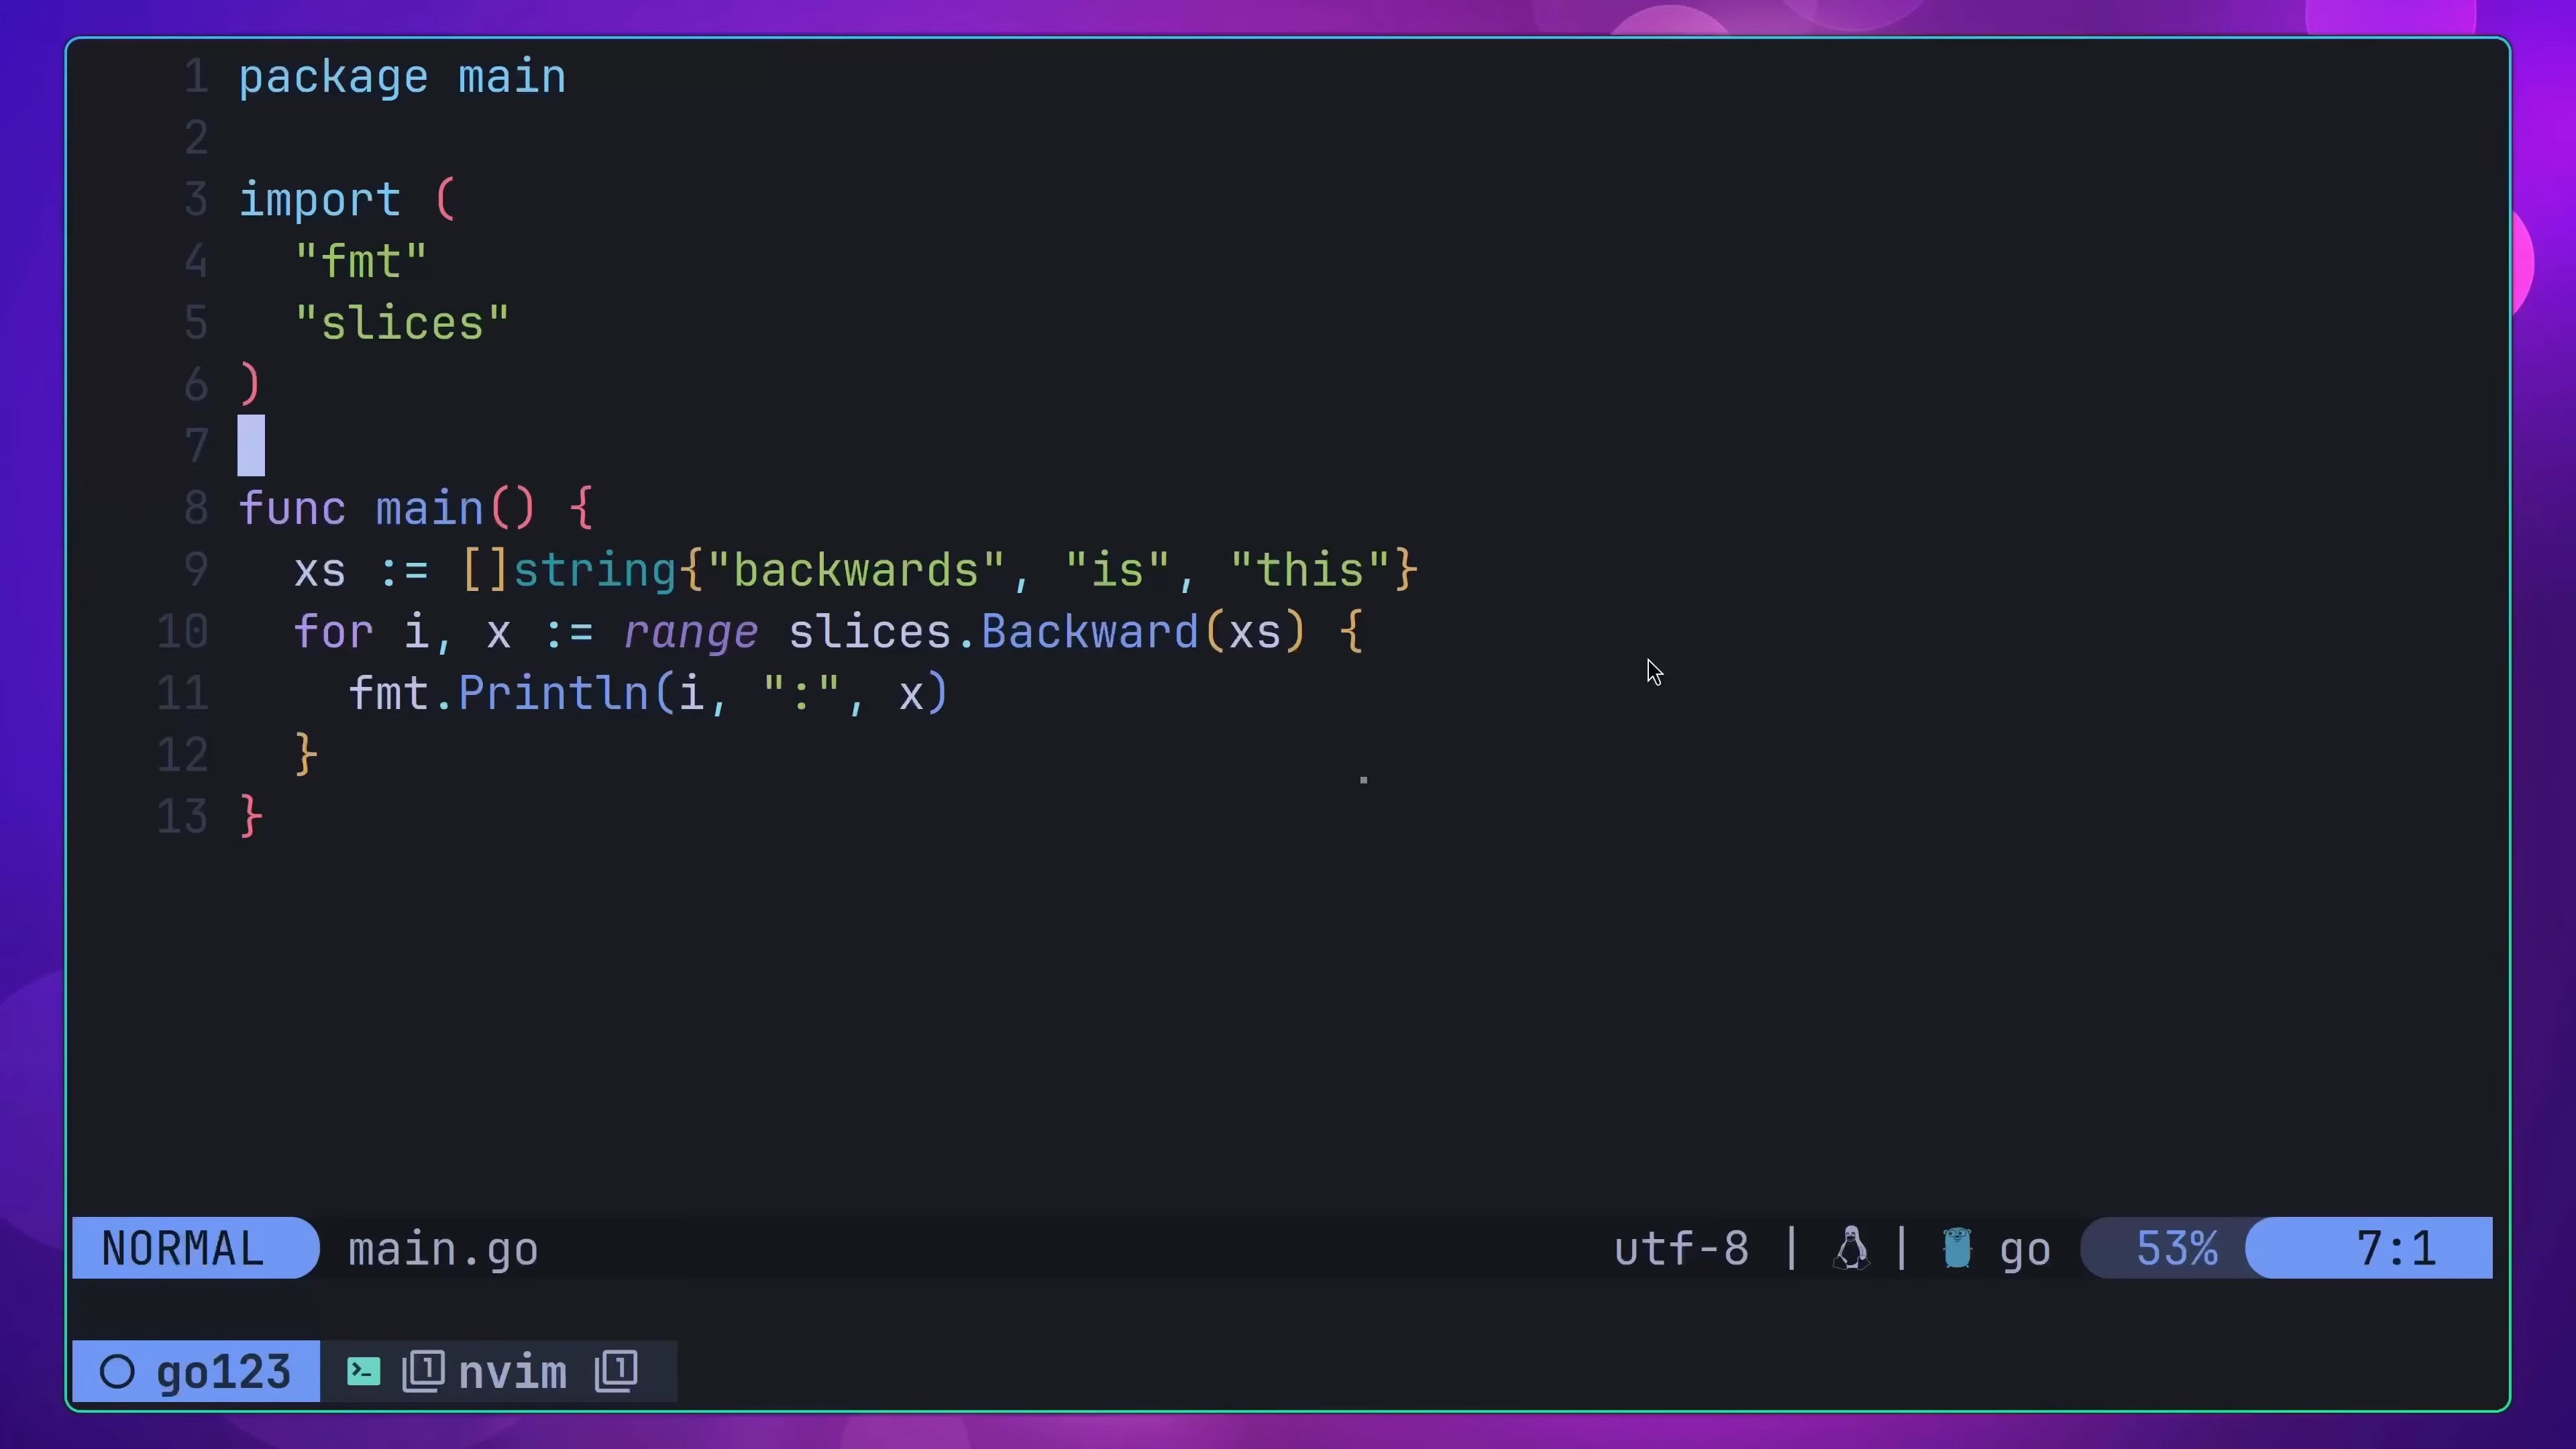 1 package main
2
3 import (
4   "fmt"
5   "slices"
6 )
7
8 func main() {
9   xs := []string{"backwards", "is", "this"}
10   for i, x := range slices.Backward(xs) {
11     fmt.Println(i, ":", x)
12   }
13 }
NORMAL main.go utf-8 | | go 53% 7:1
go123 1 nvim 1